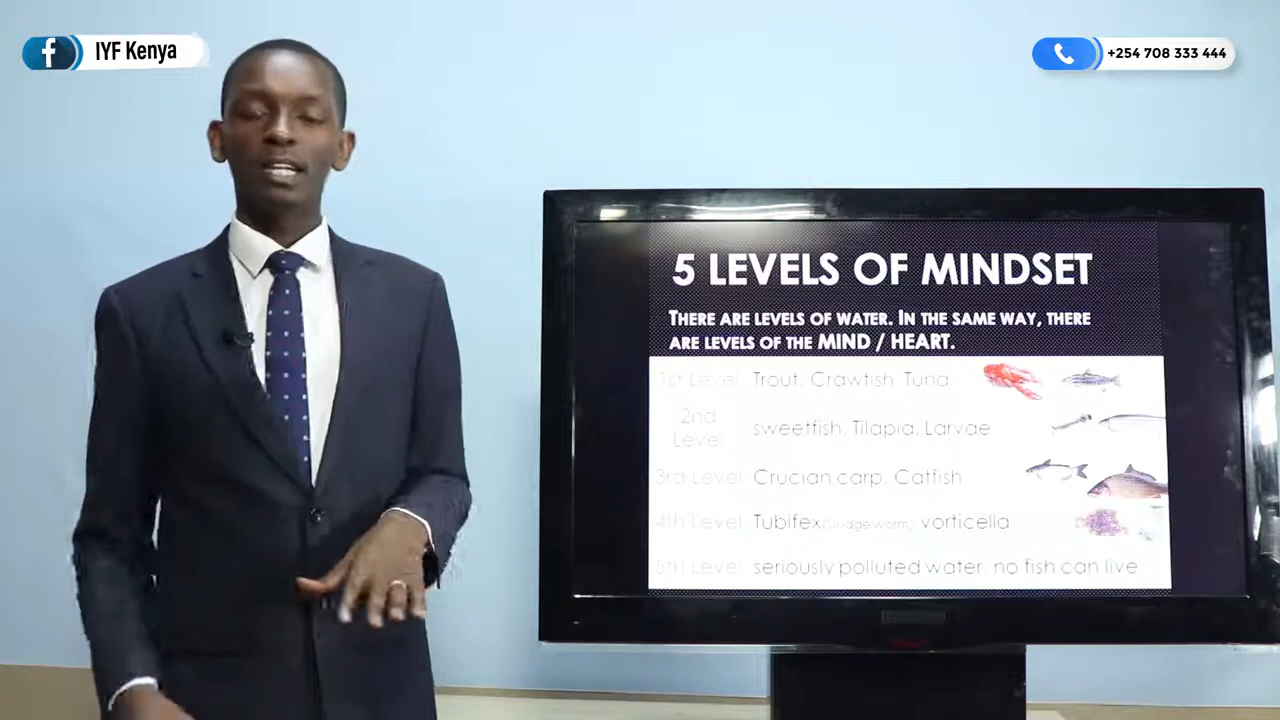 f IYF Kenya
+254 708 333 444
5 LEVELS OF MINDSET
THERE ARE LEVELS OF WATER. IN THE SAME WAY, THERE
ARE LEVELS OF THE MIND / HEART.
1st Level Trout, Crawfish, Tuna
2nd
Level sweetfish, Tilapia, Larvae
3rd Level Crucian carp, Catfish
4th Level Tubifex(Sludge worm), vorticella
5th Level seriously polluted water, no fish can live